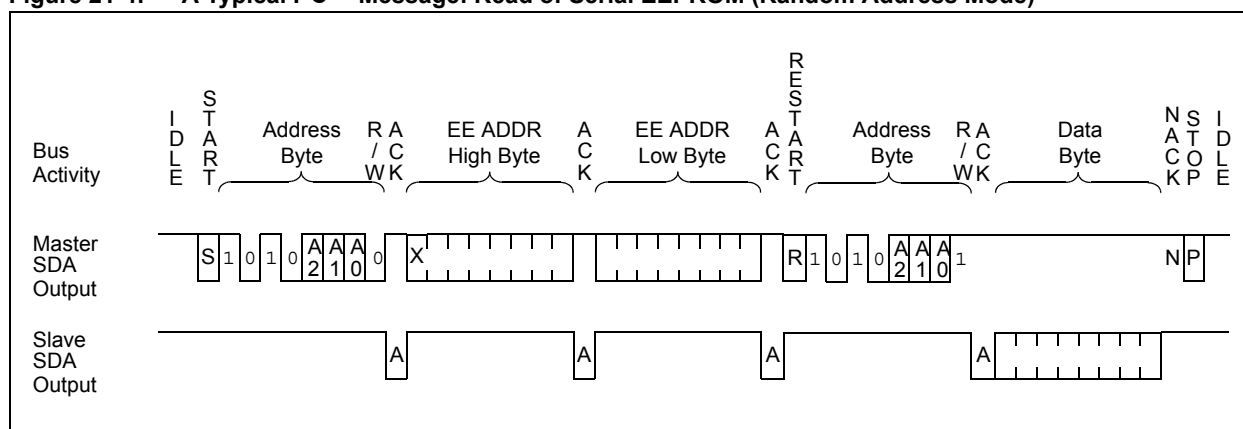 Figure 21-4: A Typical I²C™ Message: Read of Serial EEPROM (Random Address Mode)
Bus
Activity
IDLE
START
Address
Byte
R/W
ACK
EE ADDR
High Byte
ACK
EE ADDR
Low Byte
ACK
RESTART
Address
Byte
R/W
ACK
Data
Byte
NACK
STOP
IDLE
Master
SDA
Output
S 1 0 1 0 A2 A1 A0 0 X R 1 0 1 0 A2 A1 A0 1 N P
Slave
SDA
Output
A A A A